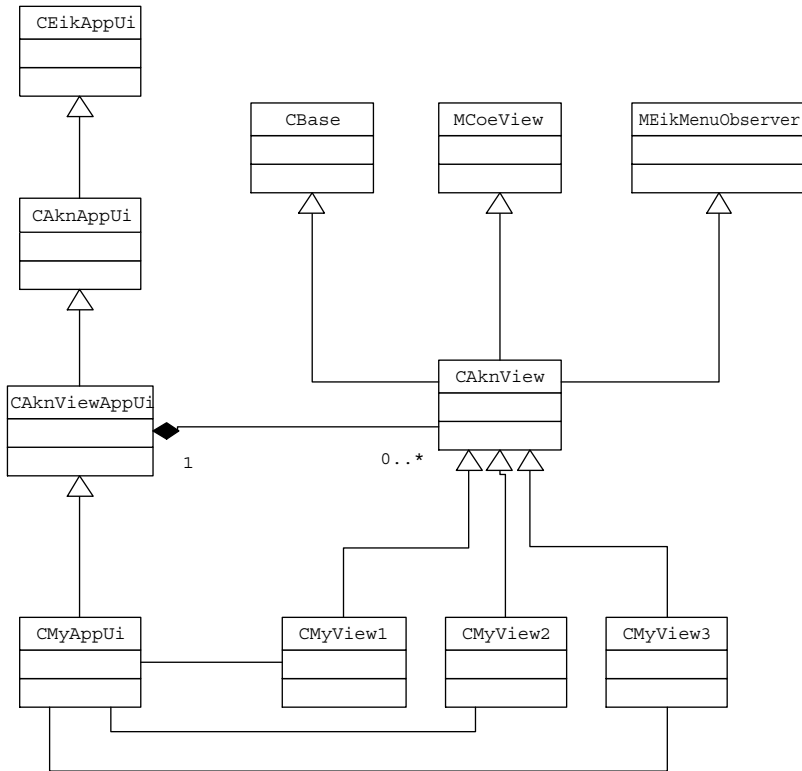 CEikAppUi
CBase
MCoeView
MEikMenuObserver
CAknAppUi
CAknView
CAknViewAppUi
1
0..*
CMyAppUi
CMyView1
CMyView2
CMyView3